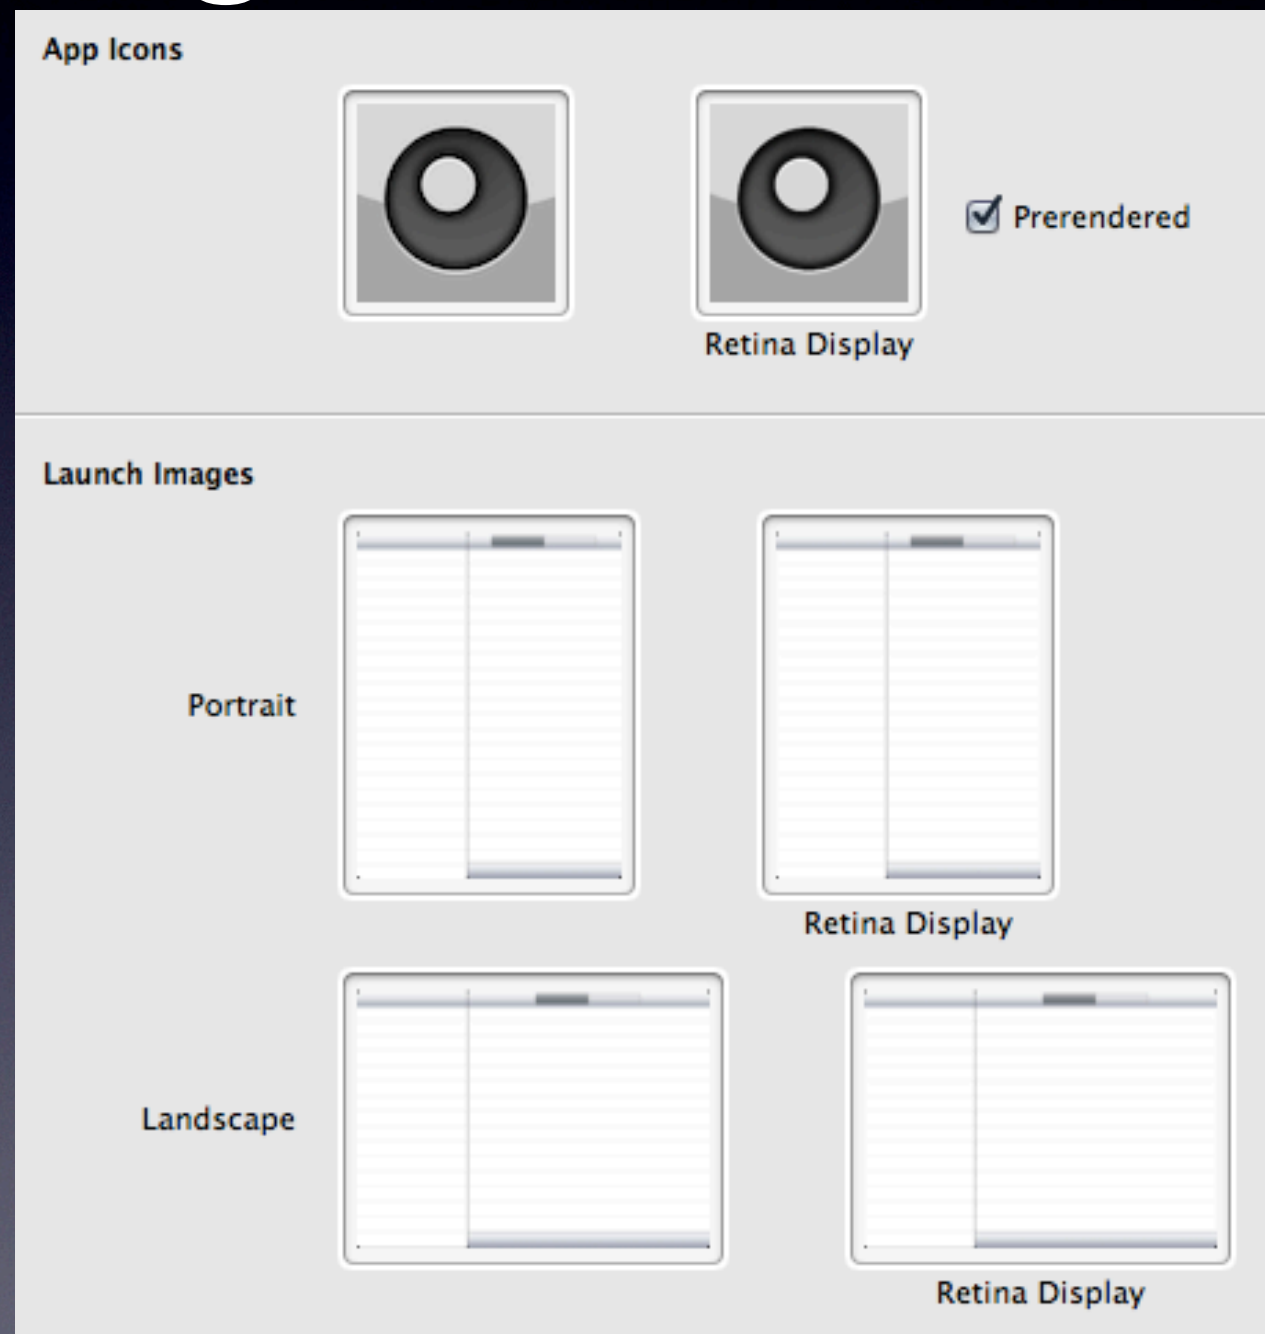 App Icons
Prerendered
Retina Display
Launch Images
Portrait
Retina Display
Landscape
Retina Display